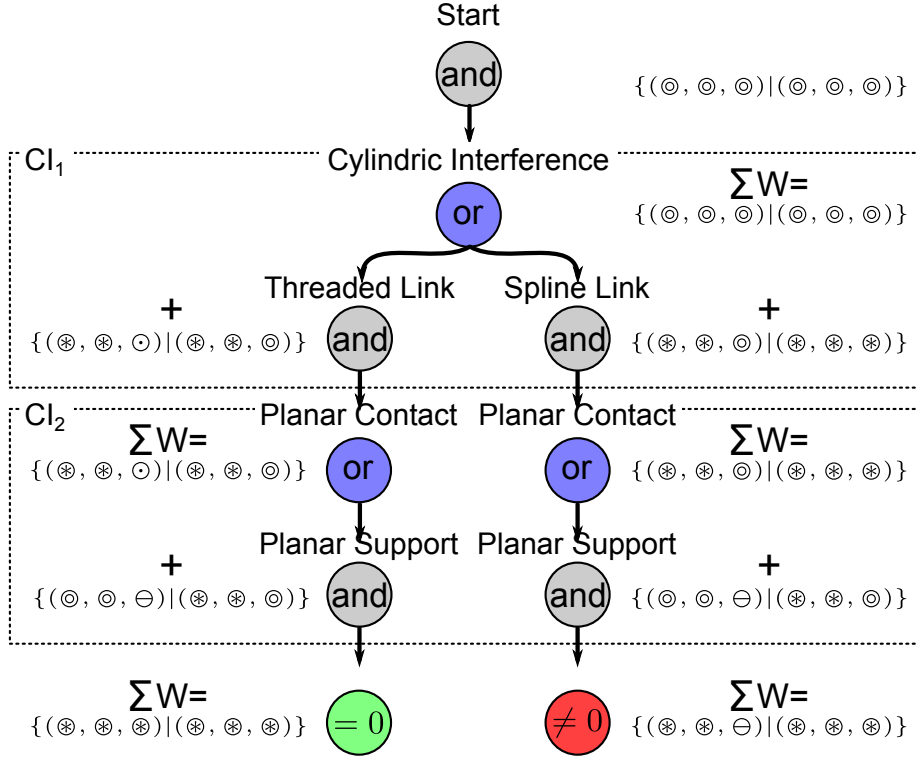 Start
and
{(⊚, ⊚, ⊚)|(⊚, ⊚, ⊚)}
CI₁
Cylindric Interference
ΣW=
or
{(⊚, ⊚, ⊚)|(⊚, ⊚, ⊚)}
Threaded Link
Spline Link
+
and
and
+
{(⊛, ⊛, ⊙)|(⊛, ⊛, ⊚)}
{(⊛, ⊛, ⊚)|(⊛, ⊛, ⊛)}
CI₂
Planar Contact
Planar Contact
ΣW=
ΣW=
{(⊛, ⊛, ⊙)|(⊛, ⊛, ⊚)}
or
or
{(⊛, ⊛, ⊚)|(⊛, ⊛, ⊛)}
Planar Support
Planar Support
+
+
{(⊚, ⊚, ⊖)|(⊛, ⊛, ⊚)}
and
and
{(⊚, ⊚, ⊖)|(⊛, ⊛, ⊚)}
ΣW=
ΣW=
{(⊛, ⊛, ⊛)|(⊛, ⊛, ⊛)}
= 0
≠ 0
{(⊛, ⊛, ⊖)|(⊛, ⊛, ⊛)}